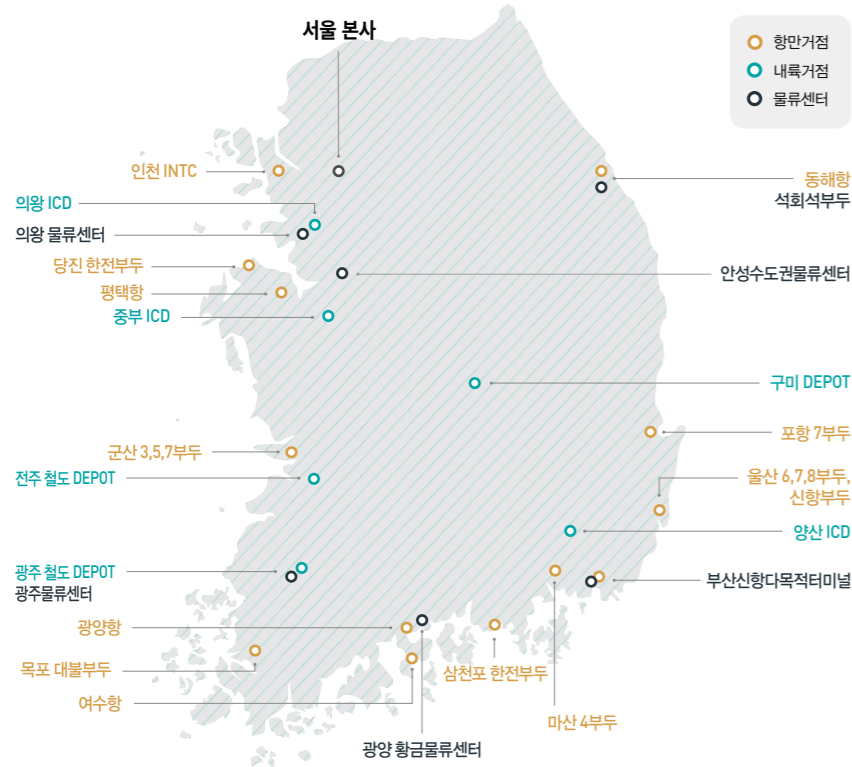 서울 본사
항만거점
내륙거점
물류센터
인천 INTC
의왕 ICD
의왕 물류센터
당진 한전부두
평택항
중부 ICD
군산 3,5,7부두
전주 철도 DEPOT
광주 철도 DEPOT
광주물류센터
광양항
목포 대불부두
여수항
동해항
석회석부두
안성수도권물류센터
구미 DEPOT
포항 7부두
울산 6,7,8부두,
신항부두
양산 ICD
부산신항다목적터미널
삼천포 한전부두
마산 4부두
광양 황금물류센터